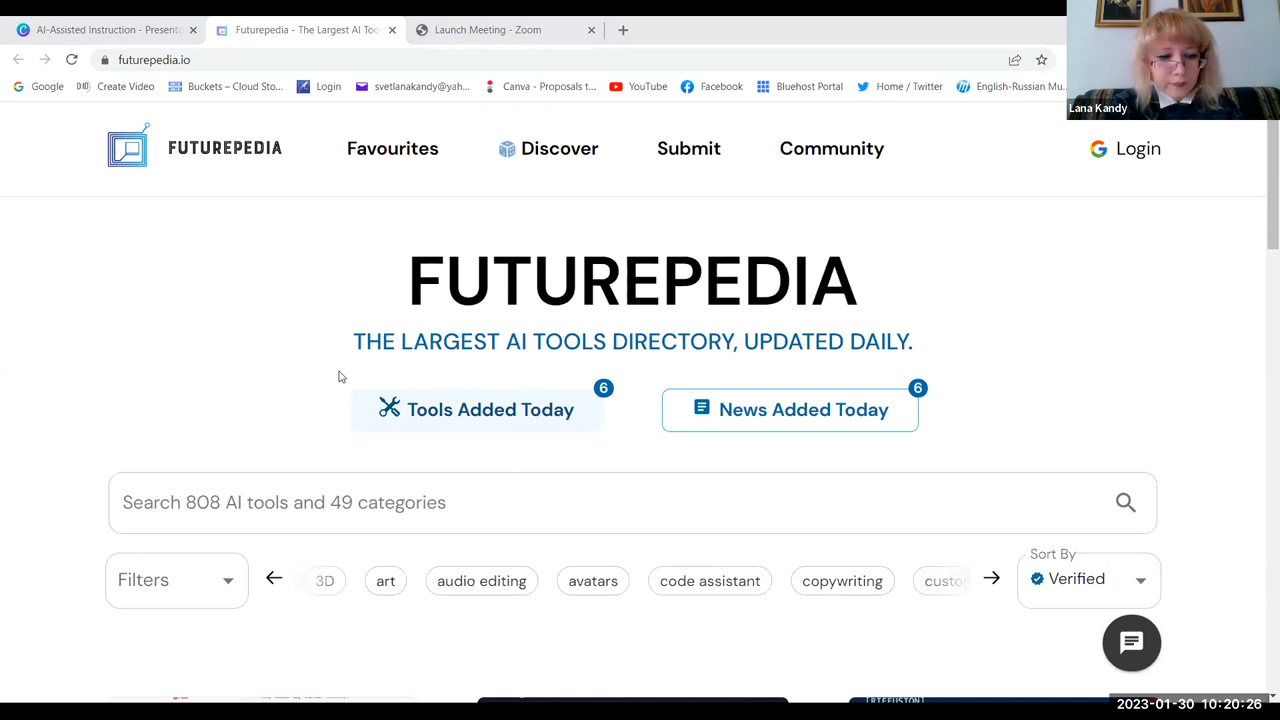 AI-Assisted Instruction - Presenta
Futurepedia - The Largest AI Too
Launch Meeting - Zoom
futurepedia.io
Google
Create Video
Buckets – Cloud Sto...
Login
svetlanakandy@yah...
Canva - Proposals t...
YouTube
Facebook
Bluehost Portal
Home / Twitter
English-Russian Mu...
Lana Kandy
FUTUREPEDIA
Favourites
Discover
Submit
Community
Login
FUTUREPEDIA
THE LARGEST AI TOOLS DIRECTORY, UPDATED DAILY.
Tools Added Today
6
News Added Today
6
Search 808 AI tools and 49 categories
Filters
3D
art
audio editing
avatars
code assistant
copywriting
custo
Sort By
Verified
RIFFUSION
2023-01-30 10:20:26